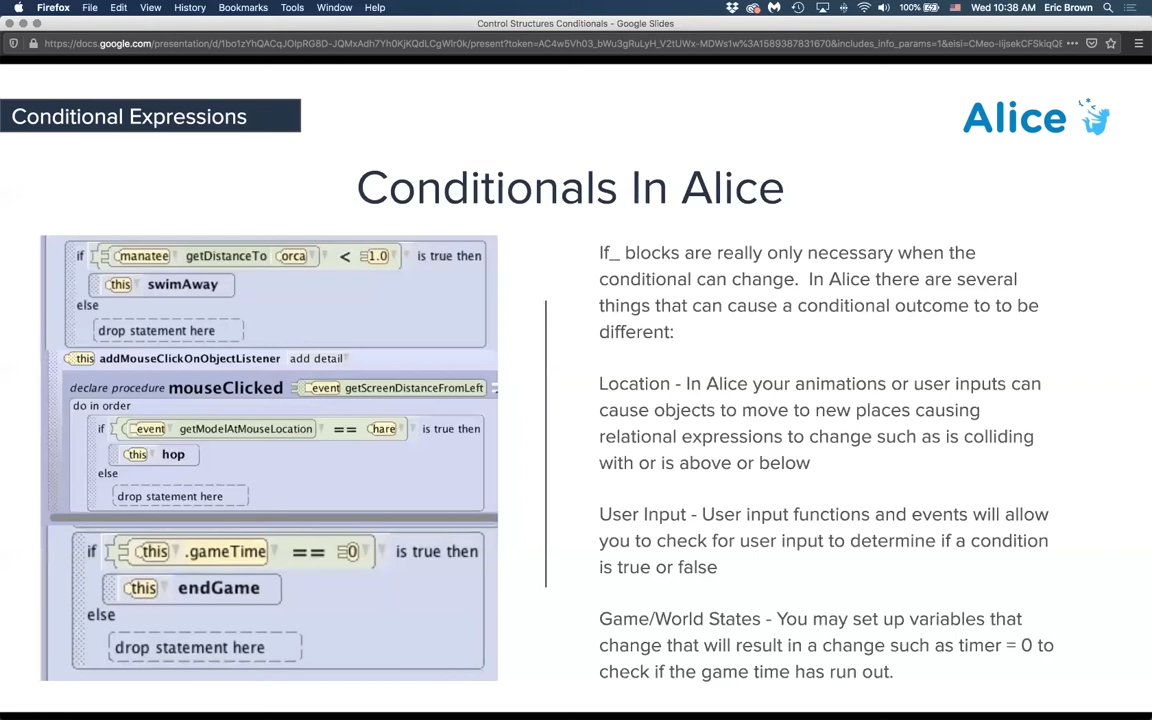 Firefox File Edit View History Bookmarks Tools Window Help 100% Wed 10:38 AM Eric Brown
Control Structures Conditionals - Google Slides
Conditional Expressions
Alice
Conditionals In Alice
if manatee getDistanceTo orca < 1.0 is true then
this swimAway
else
drop statement here
this addMouseClickOnObjectListener add detail
declare procedure mouseClicked event getScreenDistanceFromLeft
do in order
if event getModelAtMouseLocation == hare is true then
this hop
else
drop statement here
if this .gameTime == 0 is true then
this endGame
else
drop statement here
If_ blocks are really only necessary when the
conditional can change. In Alice there are several
things that can cause a conditional outcome to to be
different:
Location - In Alice your animations or user inputs can
cause objects to move to new places causing
relational expressions to change such as is colliding
with or is above or below
User Input - User input functions and events will allow
you to check for user input to determine if a condition
is true or false
Game/World States - You may set up variables that
change that will result in a change such as timer = 0 to
check if the game time has run out.